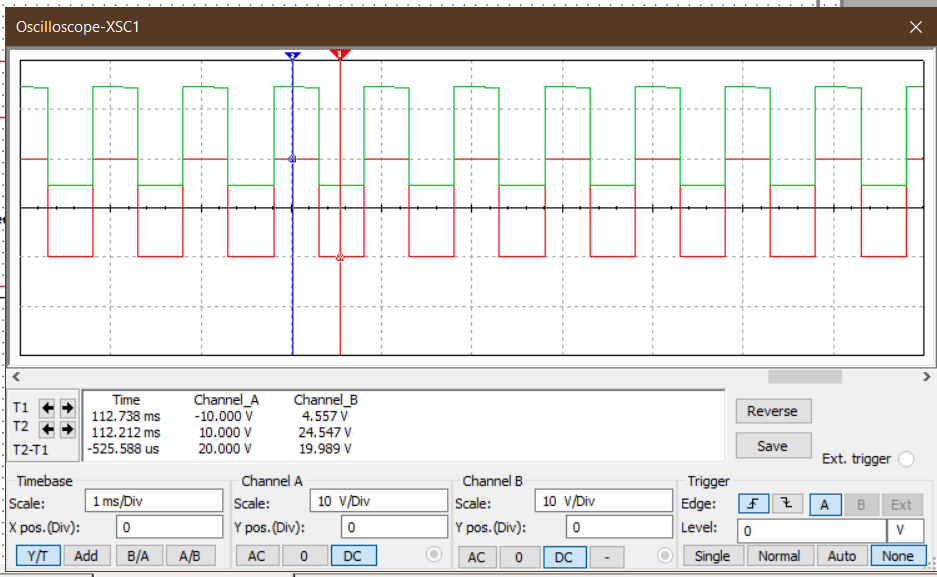 Oscilloscope-XSC1
2 1
T1
T2
T2-T1
Time Channel_A Channel_B
112.738 ms -10.000 V 4.557 V
112.212 ms 10.000 V 24.547 V
-525.588 us 20.000 V 19.989 V
Reverse
Save
Ext. trigger
Timebase
Scale: 1 ms/Div
X pos.(Div): 0
Y/T Add B/A A/B
Channel A
Scale: 10 V/Div
Y pos.(Div): 0
AC 0 DC
Channel B
Scale: 10 V/Div
Y pos.(Div): 0
AC 0 DC -
Trigger
Edge: A B Ext
Level: 0 V
Single Normal Auto None